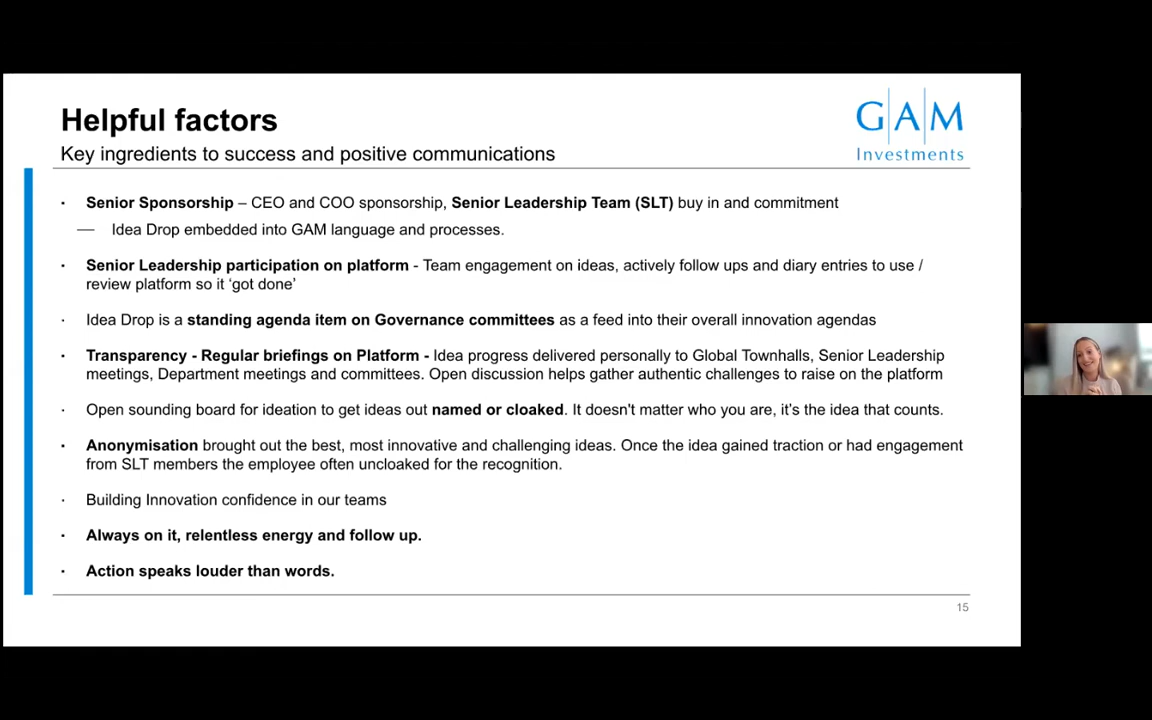 Helpful factors
Key ingredients to success and positive communications
G A M
Investments
· Senior Sponsorship – CEO and COO sponsorship, Senior Leadership Team (SLT) buy in and commitment
— Idea Drop embedded into GAM language and processes.
· Senior Leadership participation on platform - Team engagement on ideas, actively follow ups and diary entries to use /
review platform so it ‘got done’
· Idea Drop is a standing agenda item on Governance committees as a feed into their overall innovation agendas
· Transparency - Regular briefings on Platform - Idea progress delivered personally to Global Townhalls, Senior Leadership
meetings, Department meetings and committees. Open discussion helps gather authentic challenges to raise on the platform
· Open sounding board for ideation to get ideas out named or cloaked. It doesn't matter who you are, it’s the idea that counts.
· Anonymisation brought out the best, most innovative and challenging ideas. Once the idea gained traction or had engagement
from SLT members the employee often uncloaked for the recognition.
· Building Innovation confidence in our teams
· Always on it, relentless energy and follow up.
· Action speaks louder than words.
15